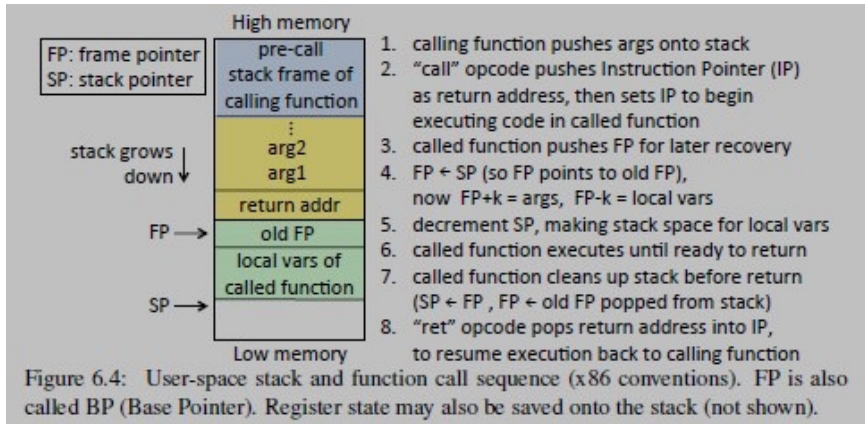 High memory
FP: frame pointer
SP: stack pointer
pre-call
stack frame of
calling function
⋮
arg2
arg1
return addr
old FP
local vars of
called function
stack grows
down ↓
FP →
SP →
Low memory
1. calling function pushes args onto stack
2. “call” opcode pushes Instruction Pointer (IP)
as return address, then sets IP to begin
executing code in called function
3. called function pushes FP for later recovery
4. FP ← SP (so FP points to old FP),
now FP+k = args, FP-k = local vars
5. decrement SP, making stack space for local vars
6. called function executes until ready to return
7. called function cleans up stack before return
(SP ← FP , FP ← old FP popped from stack)
8. “ret” opcode pops return address into IP,
to resume execution back to calling function
Figure 6.4: User-space stack and function call sequence (x86 conventions). FP is also
called BP (Base Pointer). Register state may also be saved onto the stack (not shown).